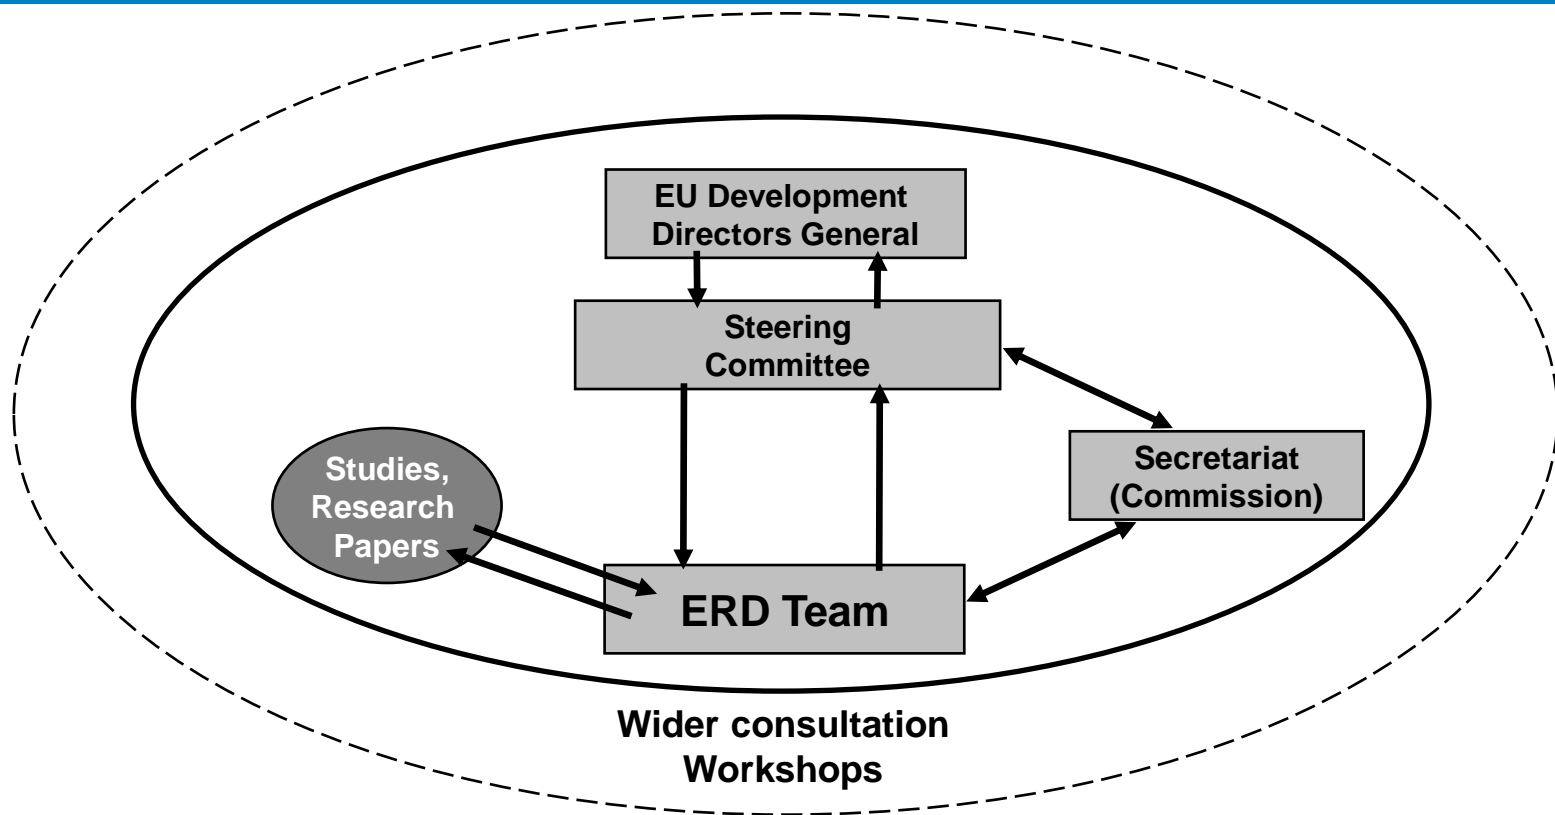 EU Development
Directors General
Steering
Committee
Secretariat
(Commission)
Studies,
Research
Papers
ERD Team
Wider consultation
Workshops